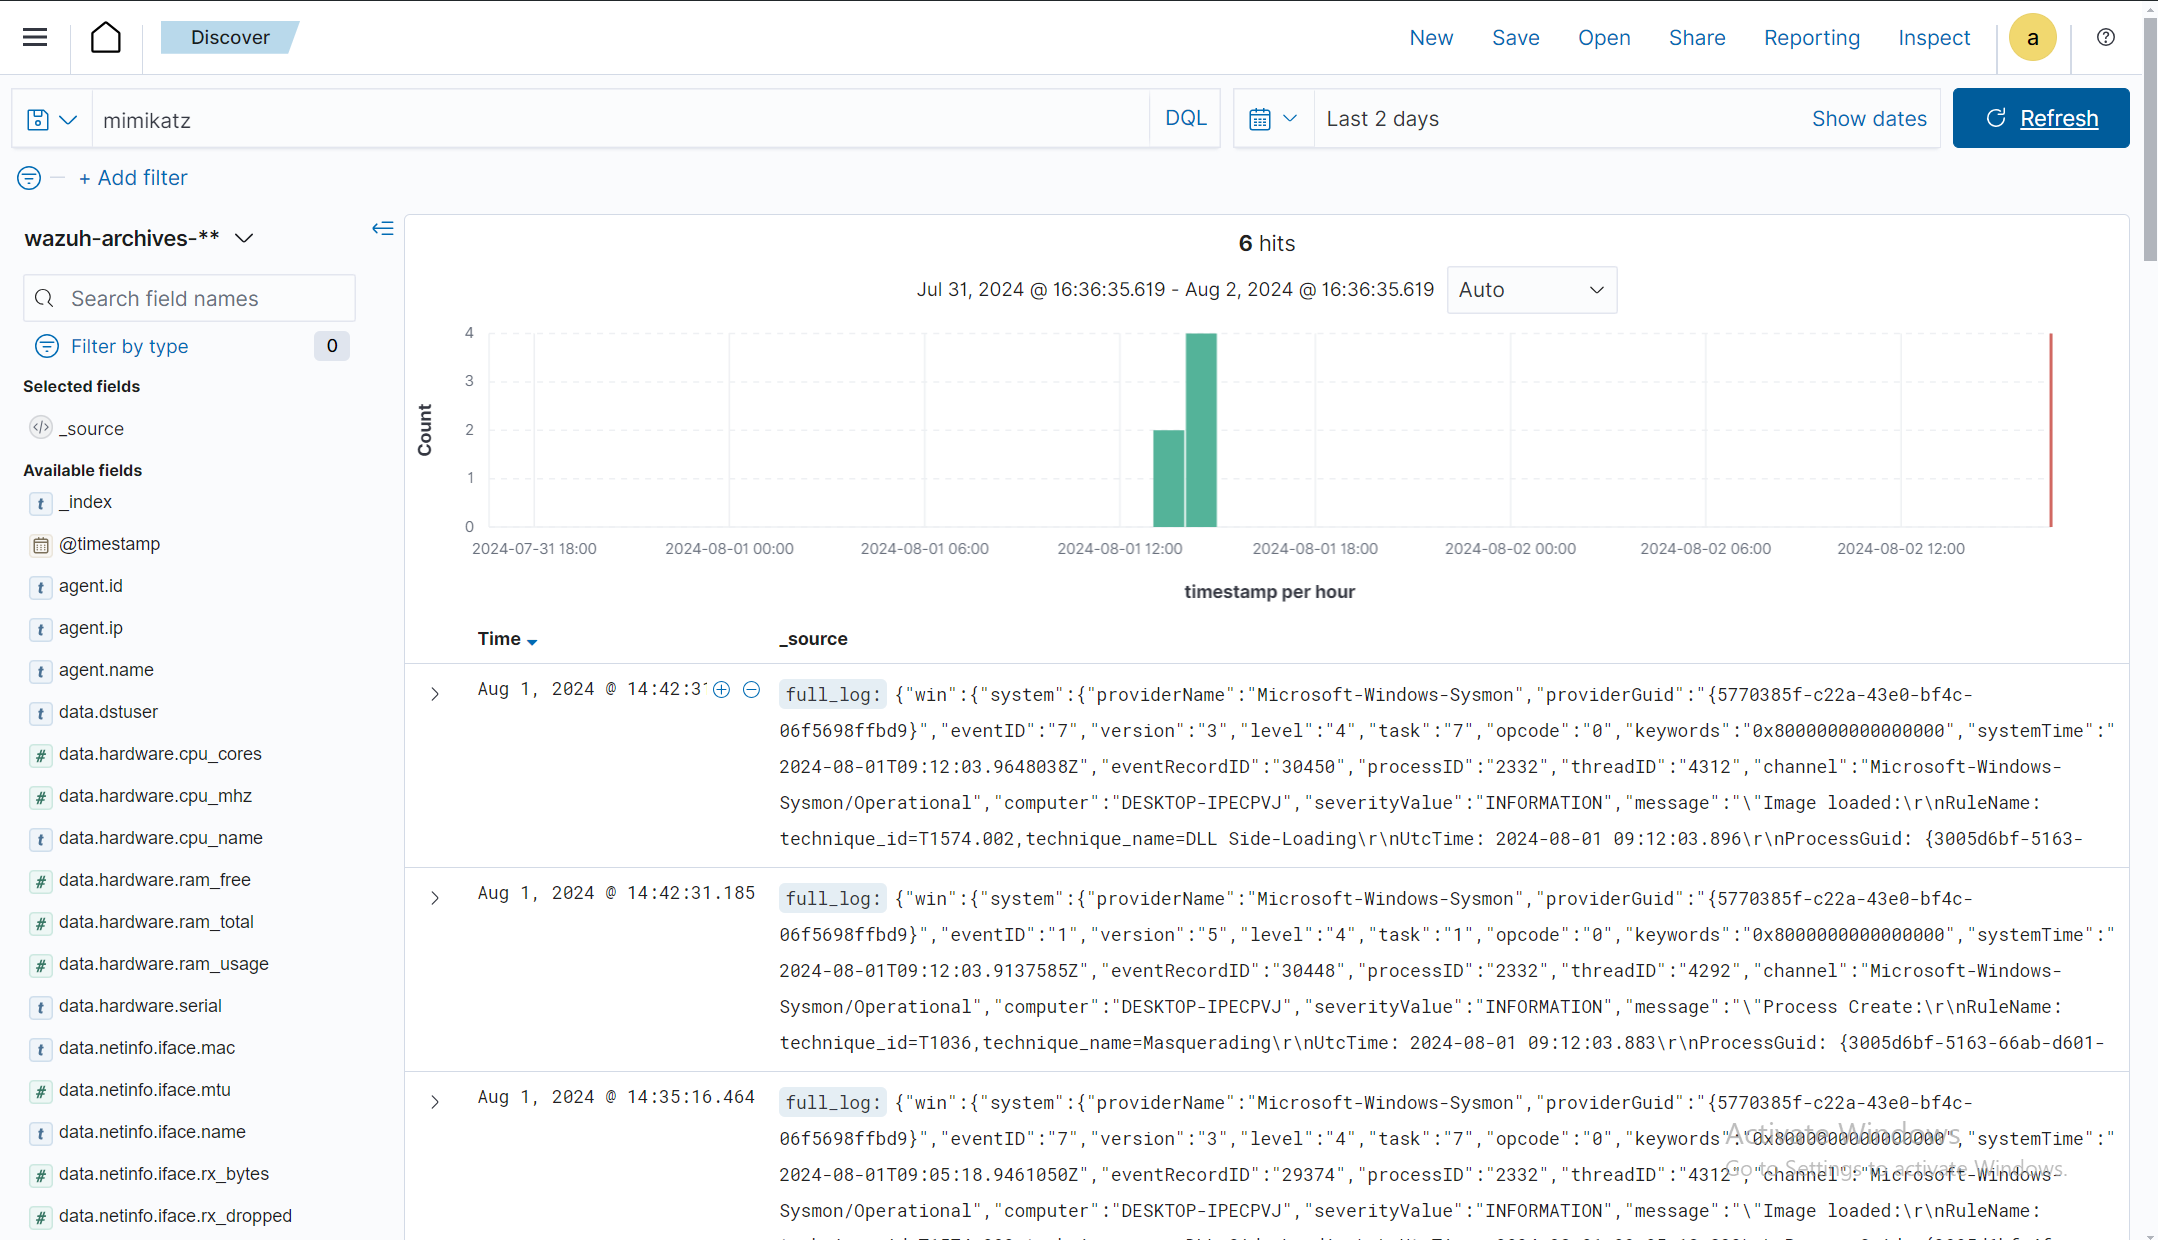 Discover
New
Save
Open
Share
Reporting
Inspect
a
mimikatz
DQL
Last 2 days
Show dates
Refresh
+ Add filter
wazuh-archives-**
Search field names
Filter by type
0
Selected fields
_source
Available fields
_index
@timestamp
agent.id
agent.ip
agent.name
data.dstuser
data.hardware.cpu_cores
data.hardware.cpu_mhz
data.hardware.cpu_name
data.hardware.ram_free
data.hardware.ram_total
data.hardware.ram_usage
data.hardware.serial
data.netinfo.iface.mac
data.netinfo.iface.mtu
data.netinfo.iface.name
data.netinfo.iface.rx_bytes
data.netinfo.iface.rx_dropped
6 hits
Jul 31, 2024 @ 16:36:35.619 - Aug 2, 2024 @ 16:36:35.619
Auto
Count
4
3
2
1
0
2024-07-31 18:00
2024-08-01 00:00
2024-08-01 06:00
2024-08-01 12:00
2024-08-01 18:00
2024-08-02 00:00
2024-08-02 06:00
2024-08-02 12:00
timestamp per hour
Time
_source
Aug 1, 2024 @ 14:42:31
full_log: {"win":{"system":{"providerName":"Microsoft-Windows-Sysmon","providerGuid":"{5770385f-c22a-43e0-bf4c-
06f5698ffbd9}","eventID":"7","version":"3","level":"4","task":"7","opcode":"0","keywords":"0x8000000000000000","systemTime":"
2024-08-01T09:12:03.9648038Z","eventRecordID":"30450","processID":"2332","threadID":"4312","channel":"Microsoft-Windows-
Sysmon/Operational","computer":"DESKTOP-IPECPVJ","severityValue":"INFORMATION","message":"\"Image loaded:\r\nRuleName:
technique_id=T1574.002,technique_name=DLL Side-Loading\r\nUtcTime: 2024-08-01 09:12:03.896\r\nProcessGuid: {3005d6bf-5163-
Aug 1, 2024 @ 14:42:31.185
full_log: {"win":{"system":{"providerName":"Microsoft-Windows-Sysmon","providerGuid":"{5770385f-c22a-43e0-bf4c-
06f5698ffbd9}","eventID":"1","version":"5","level":"4","task":"1","opcode":"0","keywords":"0x8000000000000000","systemTime":"
2024-08-01T09:12:03.9137585Z","eventRecordID":"30448","processID":"2332","threadID":"4292","channel":"Microsoft-Windows-
Sysmon/Operational","computer":"DESKTOP-IPECPVJ","severityValue":"INFORMATION","message":"\"Process Create:\r\nRuleName:
technique_id=T1036,technique_name=Masquerading\r\nUtcTime: 2024-08-01 09:12:03.883\r\nProcessGuid: {3005d6bf-5163-66ab-d601-
Aug 1, 2024 @ 14:35:16.464
full_log: {"win":{"system":{"providerName":"Microsoft-Windows-Sysmon","providerGuid":"{5770385f-c22a-43e0-bf4c-
06f5698ffbd9}","eventID":"7","version":"3","level":"4","task":"7","opcode":"0","keywords":"0x8000000000000000","systemTime":"
2024-08-01T09:05:18.9461050Z","eventRecordID":"29374","processID":"2332","threadID":"4312","channel":"Microsoft-Windows-
Sysmon/Operational","computer":"DESKTOP-IPECPVJ","severityValue":"INFORMATION","message":"\"Image loaded:\r\nRuleName:
Activate Windows
Go to Settings to activate Windows.